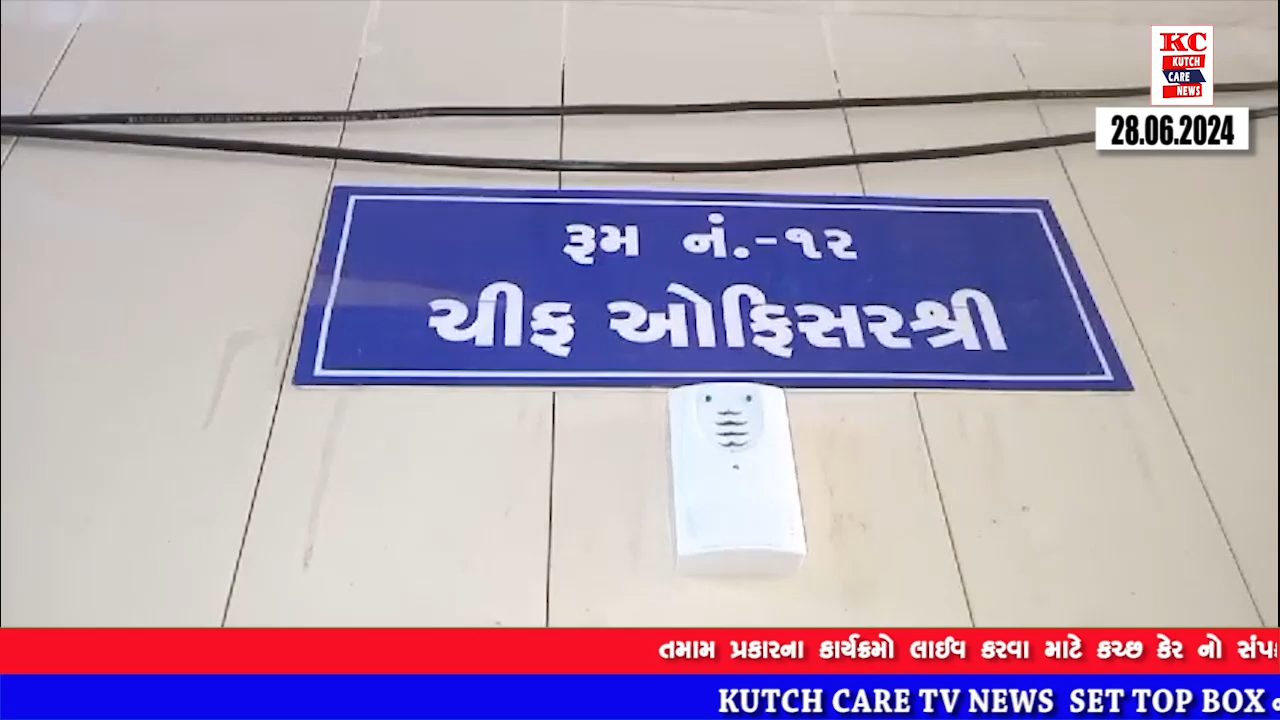 KC
KUTCH
CARE
NEWS
28.06.2024
રૂમ નં.-૧૨
ચીફ ઓફિસરશ્રી
તમામ પ્રકારના કાર્યક્રમો લાઈવ કરવા માટે કચ્છ કેર નો
KUTCH CARE TV NEWS SET TOP BOX